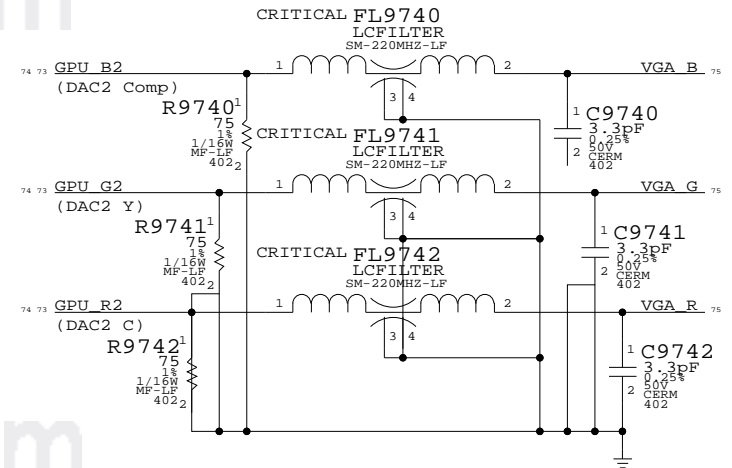 CRITICAL FL9740
LCFILTER
SM-220MHZ-LF
74 73 GPU_B2 1 2 VGA_B 75
(DAC2 Comp)
3 4
R9740 1
75
1%
1/16W
MF-LF
402 2
1 C9740
3.3pF
0.25%
2 50V
CERM
402
CRITICAL FL9741
LCFILTER
SM-220MHZ-LF
74 73 GPU_G2 1 2 VGA_G 75
(DAC2 Y)
3 4
R9741 1
75
1%
1/16W
MF-LF
402 2
1 C9741
3.3pF
0.25%
2 50V
CERM
402
CRITICAL FL9742
LCFILTER
SM-220MHZ-LF
74 73 GPU_R2 1 2 VGA_R 75
(DAC2 C)
3 4
R9742 1
75
1%
1/16W
MF-LF
402 2
1 C9742
3.3pF
0.25%
2 50V
CERM
402
m